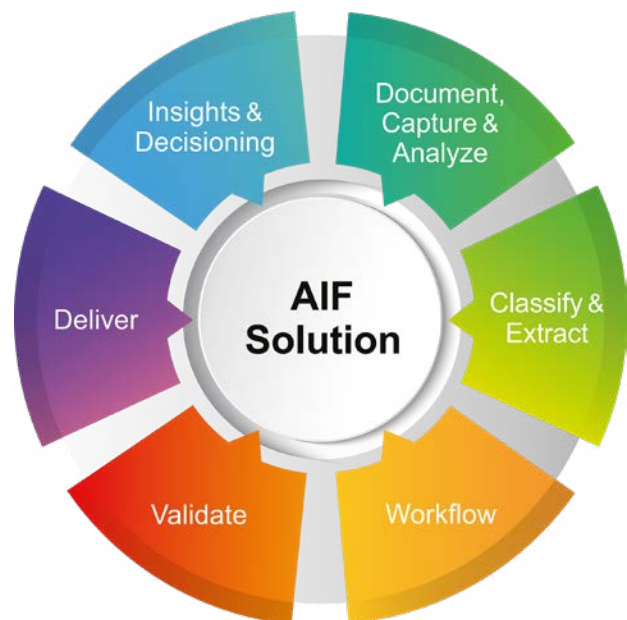 Insights &
Decisioning
Document,
Capture &
Analyze
Deliver
AIF
Solution
Classify &
Extract
Validate
Workflow